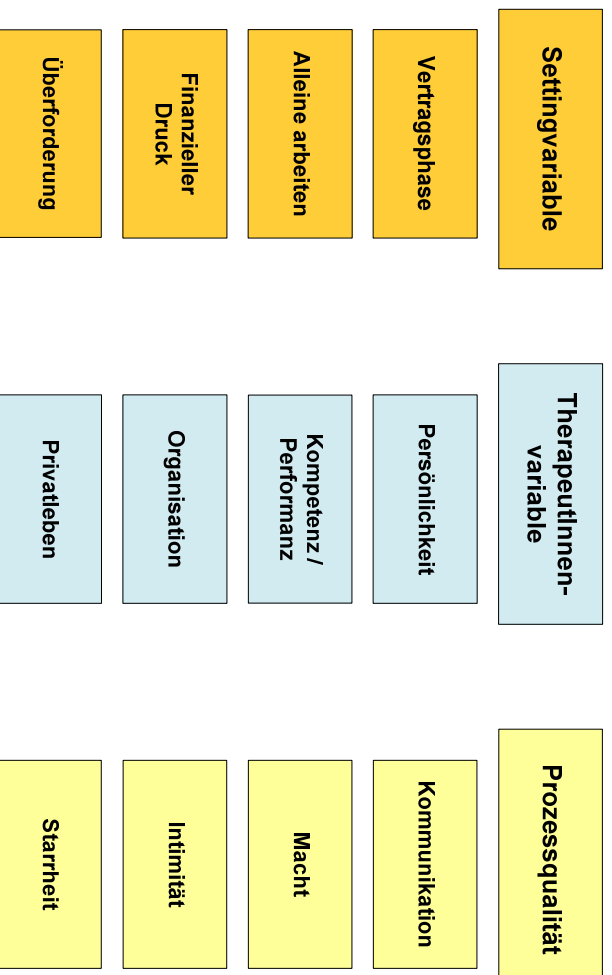 Settingvariable
Vertragsphase
Alleine arbeiten
Finanzieller
Druck
Überforderung
TherapeutInnen-
variable
Persönlichkeit
Kompetenz /
Performanz
Organisation
Privatleben
Prozessqualität
Kommunikation
Macht
Intimität
Starrheit